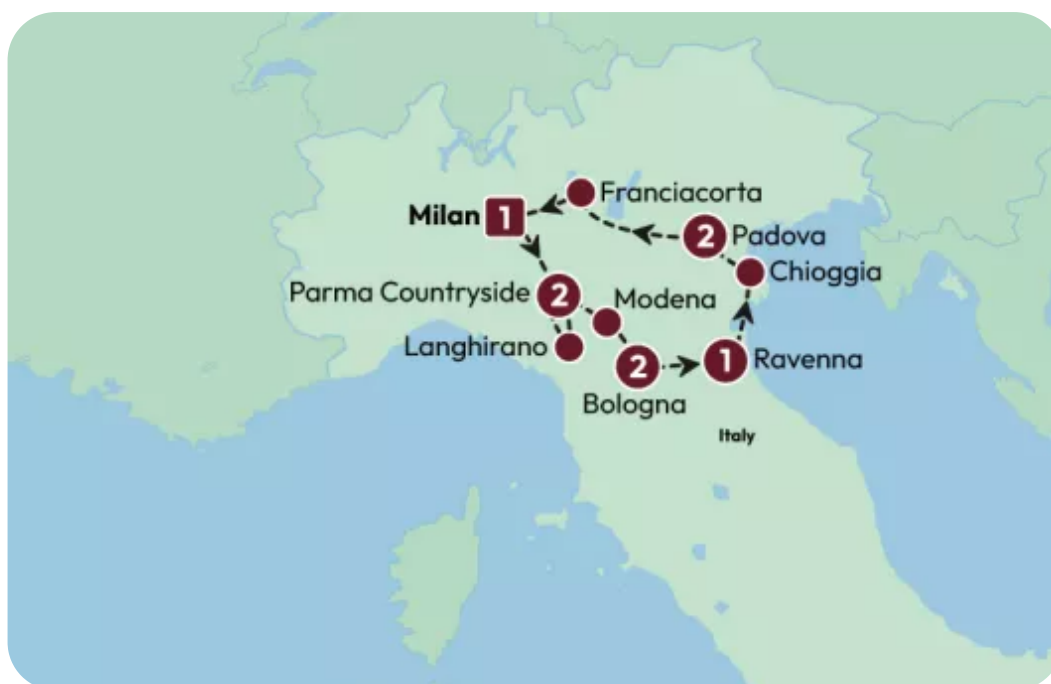 Franciacorta
Milan 1
2 Padova
Chioggia
Parma Countryside 2
Modena
Langhirano
2
1 Ravenna
Bologna
Italy